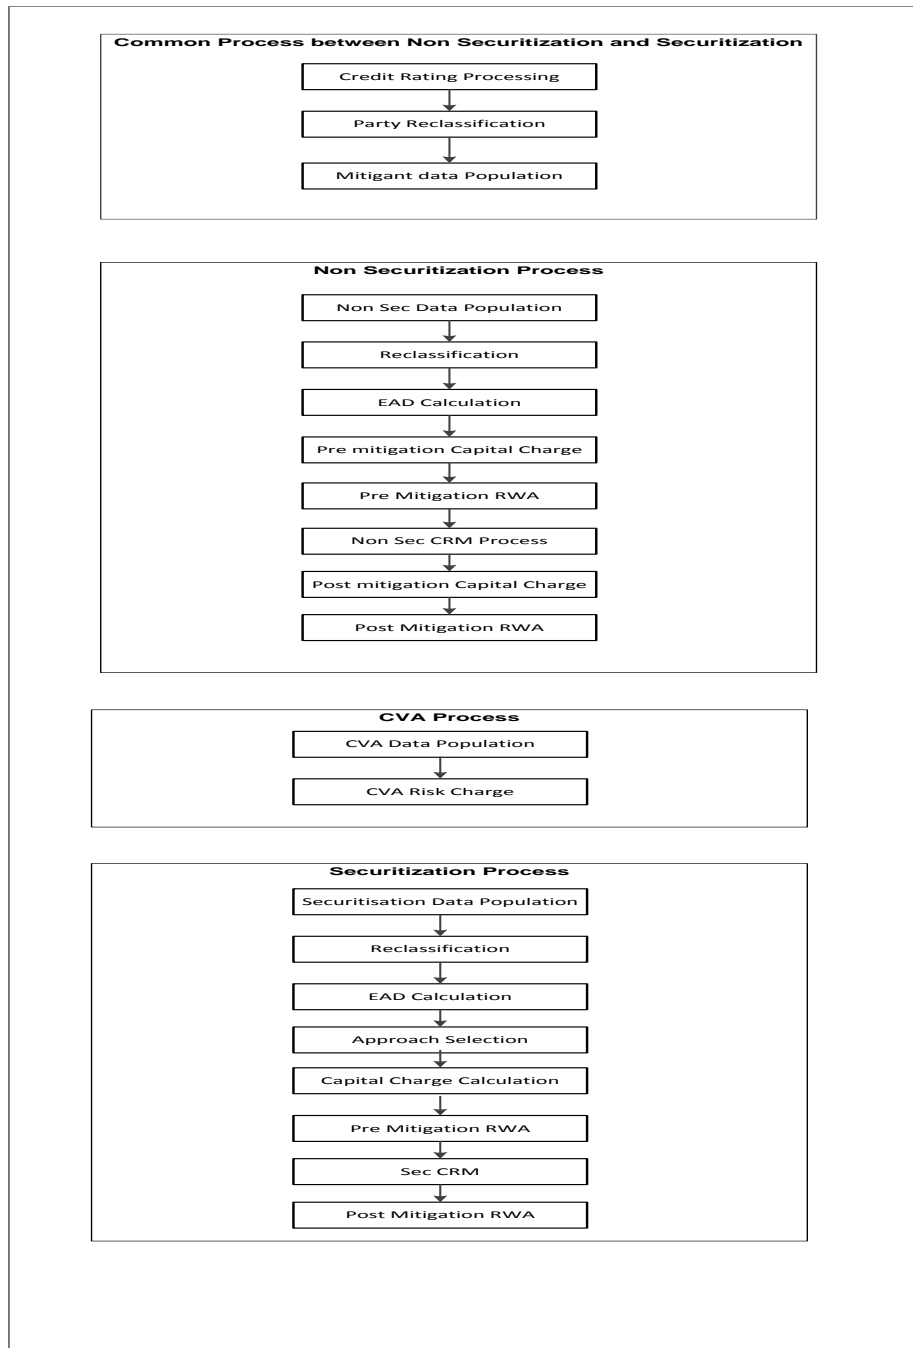 Common Process between Non Securitization and Securitization
Credit Rating Processing
Party Reclassification
Mitigant data Population
Non Securitization Process
Non Sec Data Population
Reclassification
EAD Calculation
Pre mitigation Capital Charge
Pre Mitigation RWA
Non Sec CRM Process
Post mitigation Capital Charge
Post Mitigation RWA
CVA Process
CVA Data Population
CVA Risk Charge
Securitization Process
Securitisation Data Population
Reclassification
EAD Calculation
Approach Selection
Capital Charge Calculation
Pre Mitigation RWA
Sec CRM
Post Mitigation RWA